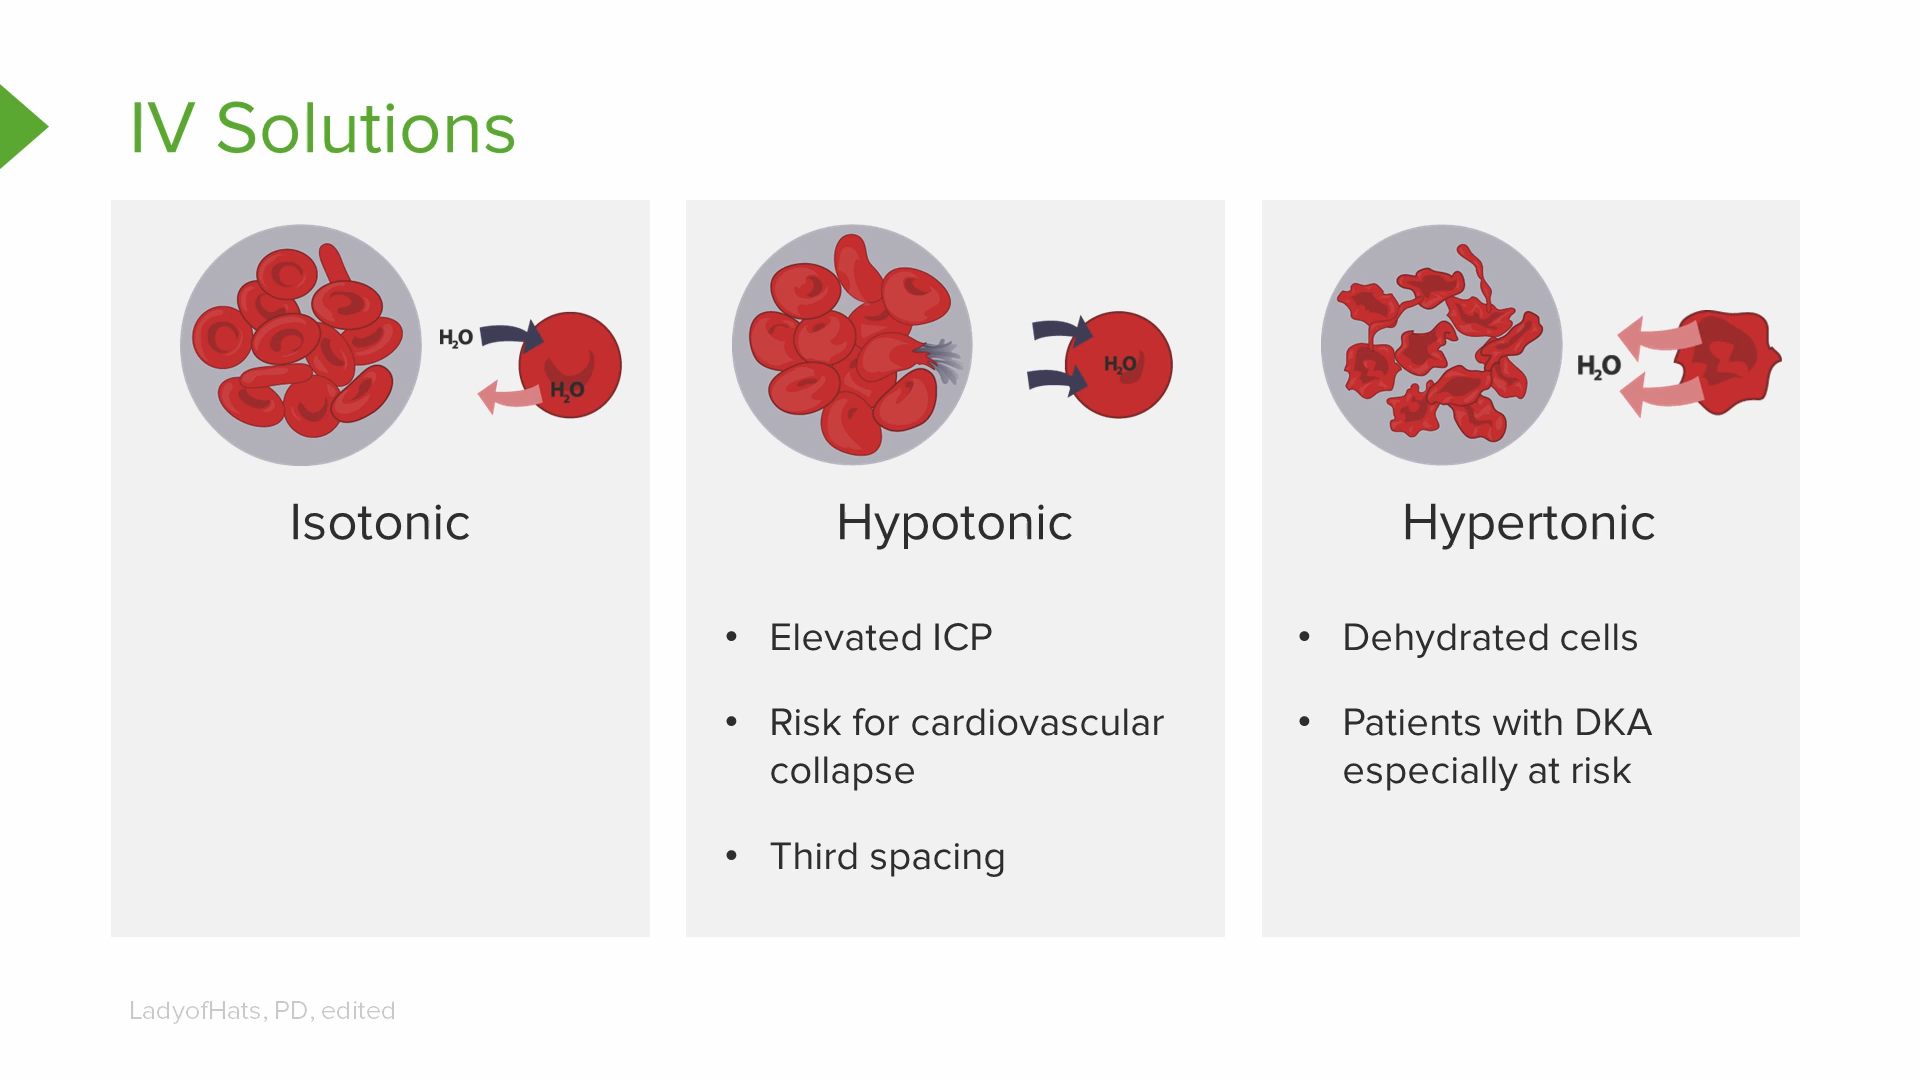 IV Solutions
H₂O
H₂O
H₂O
H₂O
Isotonic
Hypotonic
• Elevated ICP
• Risk for cardiovascular
collapse
• Third spacing
Hypertonic
• Dehydrated cells
• Patients with DKA
especially at risk
LadyofHats, PD, edited